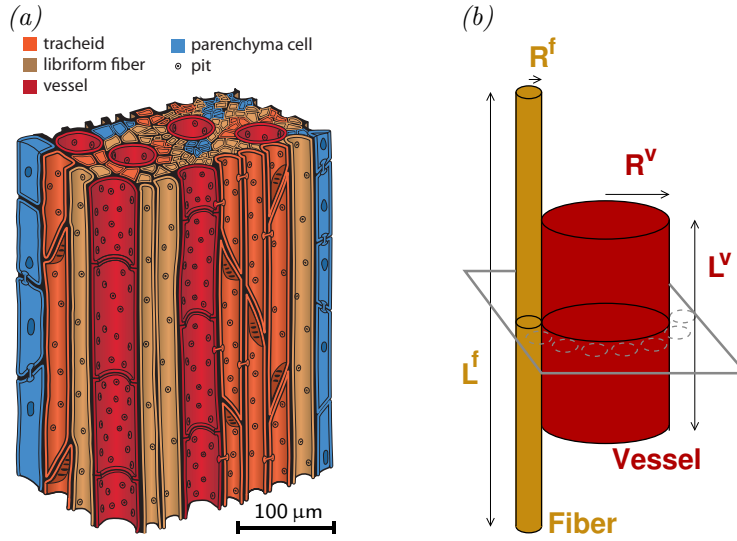 (a)
tracheid
libriform fiber
vessel
parenchyma cell
pit
100 μm
(b)
R^f
R^v
L^v
L^f
Vessel
Fiber